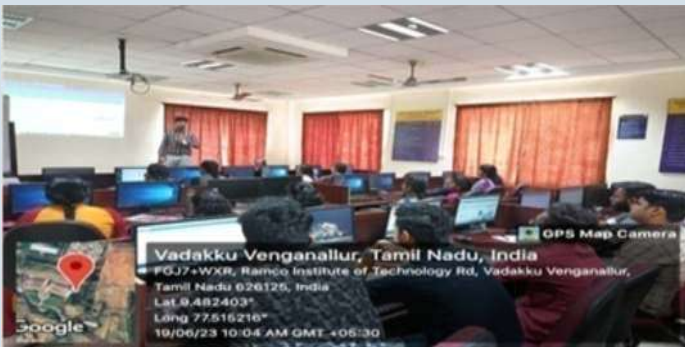 GPS Map Camera
Vadakku Venganallur, Tamil Nadu, India
FGJ7+WXR, Ramco Institute of Technology Rd, Vadakku Venganallur,
Tamil Nadu 626125, India
Lat 9.482403°
Long 77.515216°
19/06/23 10:04 AM GMT +05:30
Google